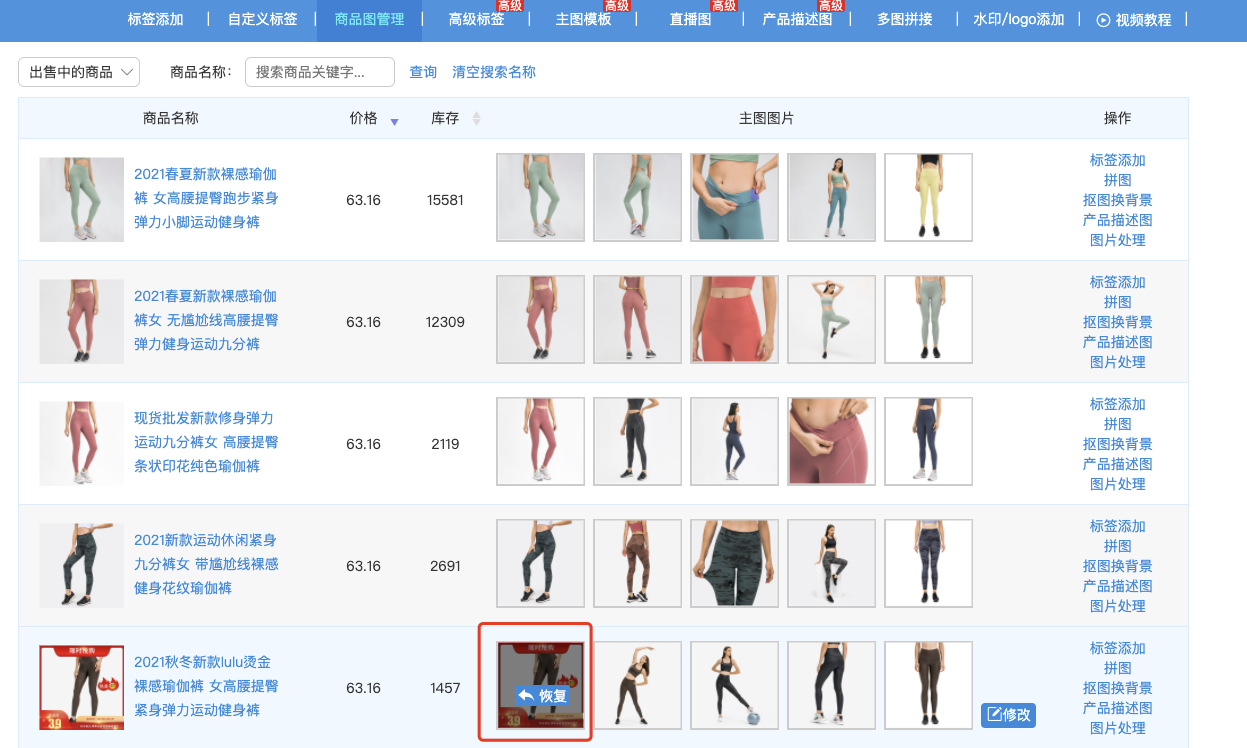 标签添加 | 自定义标签 | 商品图管理 | 高级标签 高级 | 主图模板 高级 | 直播图 高级 | 产品描述图 高级 | 多图拼接 | 水印/logo添加 | 视频教程 |
出售中的商品 商品名称： 搜索商品关键字... 查询 清空搜索名称
商品名称 价格 库存 主图图片 操作
2021春夏新款裸感瑜伽
裤 女高腰提臀跑步紧身
弹力小脚运动健身裤
63.16 15581
标签添加
拼图
抠图换背景
产品描述图
图片处理
2021春夏新款裸感瑜伽
裤女 无尴尬线高腰提臀
弹力健身运动九分裤
63.16 12309
标签添加
拼图
抠图换背景
产品描述图
图片处理
现货批发新款修身弹力
运动九分裤女 高腰提臀
条状印花纯色瑜伽裤
63.16 2119
标签添加
拼图
抠图换背景
产品描述图
图片处理
2021新款运动休闲紧身
九分裤女 带尴尬线裸感
健身花纹瑜伽裤
63.16 2691
标签添加
拼图
抠图换背景
产品描述图
图片处理
限时抢购
39
2021秋冬新款lulu烫金
裸感瑜伽裤 女高腰提臀
紧身弹力运动健身裤
63.16 1457
限时抢购
恢复
39
修改
标签添加
拼图
抠图换背景
产品描述图
图片处理